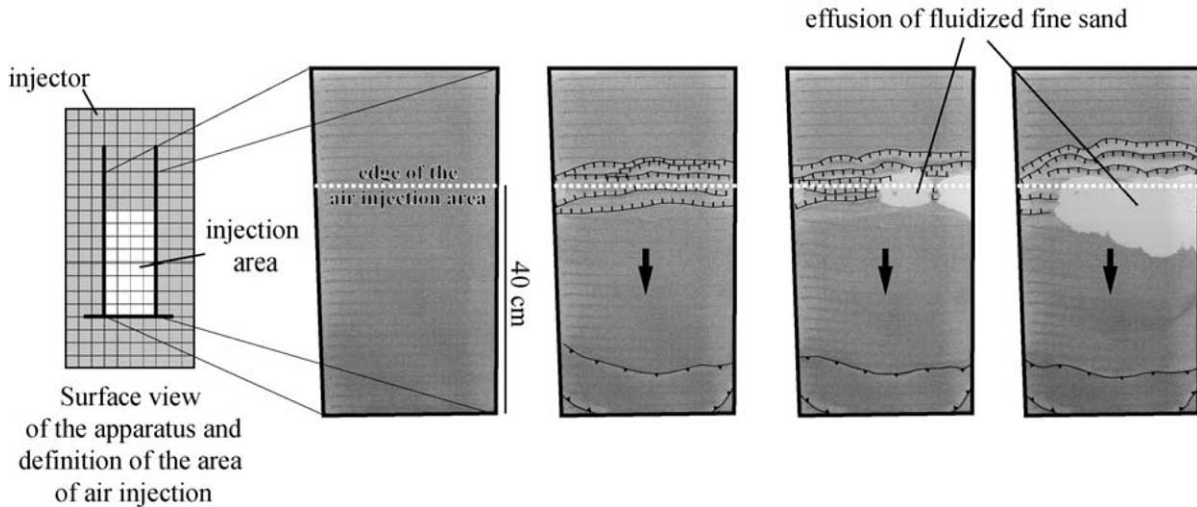 effusion of fluidized fine sand
injector
edge of the
air injection area
injection
area
40 cm
Surface view
of the apparatus and
definition of the area
of air injection